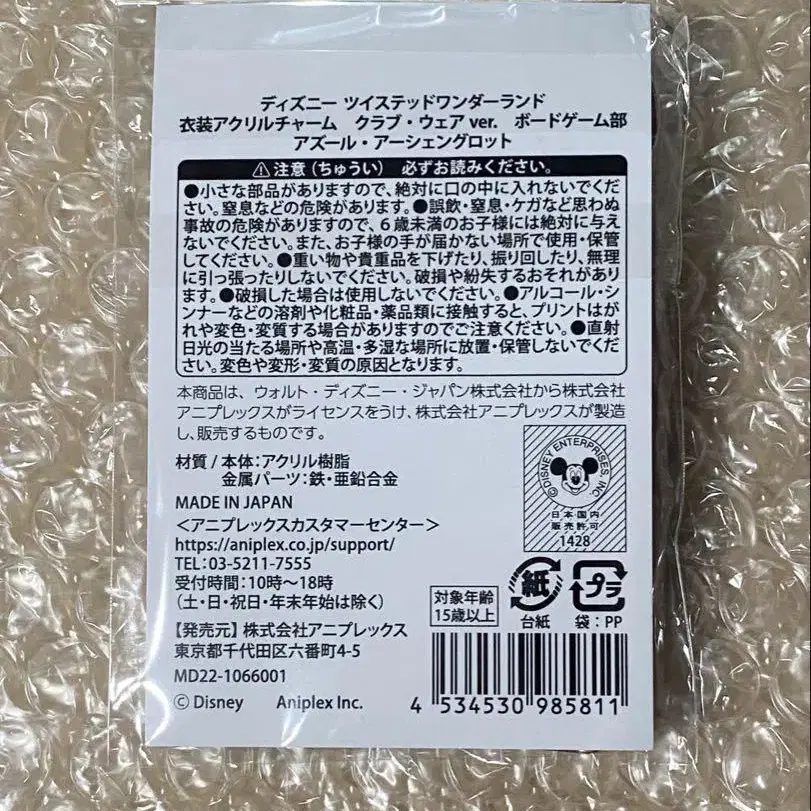 ディズニー ツイステッドワンダーランド
衣装アクリルチャーム クラブ・ウェア ver. ボードゲーム部
アズール・アーシェングロット
注意（ちゅうい） 必ずお読みください。
●小さな部品がありますので、絶対に口の中に入れないでくだ
さい。窒息などの危険があります。●誤飲・窒息・ケガなど思わぬ
事故の危険がありますので、６歳未満のお子様には絶対に与え
ないでください。また、お子様の手が届かない場所で使用・保管
してください。●重い物や貴重品を下げたり、振り回したり、無理
に引っ張ったりしないでください。破損や紛失するおそれがありま
す。●破損した場合は使用しないでください。●アルコール・シ
ンナーなどの溶剤や化粧品・薬品類に接触すると、プリントはが
れや変色・変質する場合がありますのでご注意ください。●直射
日光の当たる場所や高温・多湿な場所に放置・保管しないでくだ
さい。変色や変形・変質の原因となります。
本商品は、ウォルト・ディズニー・ジャパン株式会社から株式会社
アニプレックスがライセンスをうけ、株式会社アニプレックスが製造
し、販売するものです。
材質 / 本体：アクリル樹脂
金属パーツ：鉄・亜鉛合金
MADE IN JAPAN
＜アニプレックスカスタマーセンター＞
https://aniplex.co.jp/support/
TEL：03-5211-7555
受付時間：10時～18時
（土・日・祝日・年末年始は除く）
【発売元】株式会社アニプレックス
東京都千代田区六番町4-5
MD22-1066001
© Disney Aniplex Inc.
©DISNEY ENTERPRISES INC.
日本国内
販売許可
1428
対象年齢
15歳以上
紙
台紙
プラ
袋：PP
4 534530 985811